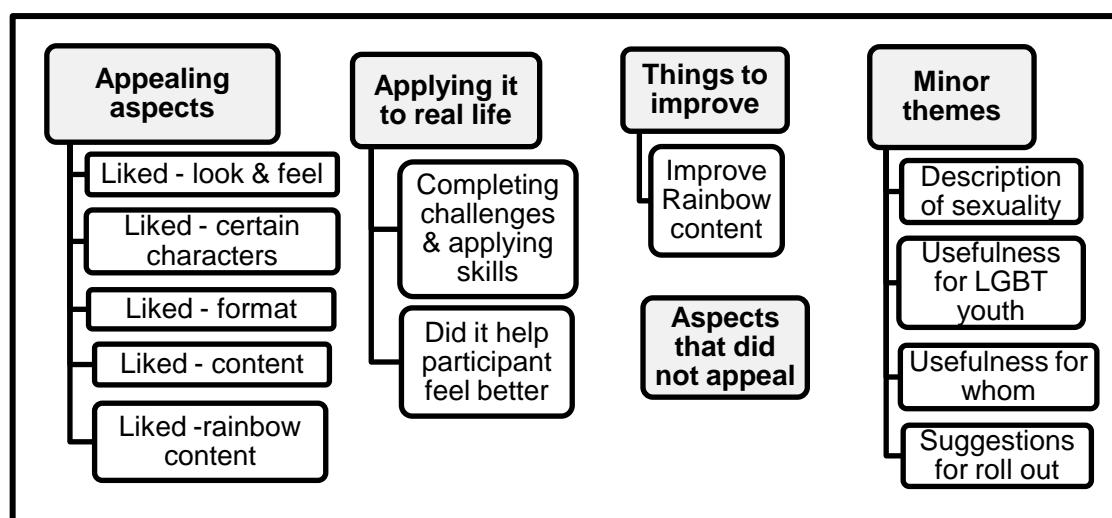 Appealing
aspects
Liked - look & feel
Liked - certain
characters
Liked - format
Liked - content
Liked -rainbow
content
Applying it
to real life
Completing
challenges
& applying
skills
Did it help
participant
feel better
Things to
improve
Improve
Rainbow
content
Aspects
that did
not appeal
Minor
themes
Description
of sexuality
Usefulness
for LGBT
youth
Usefulness for
whom
Suggestions
for roll out